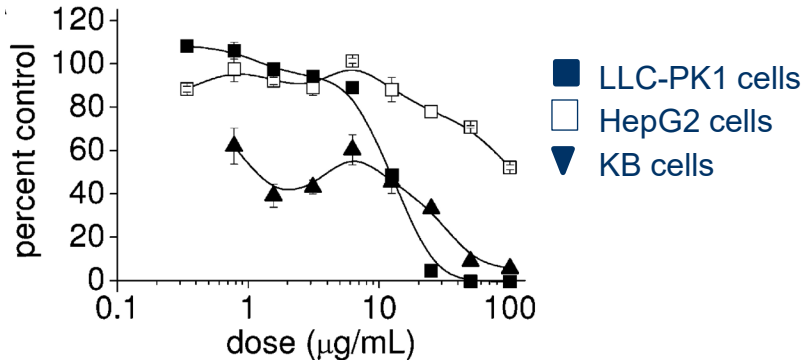 percent control
120
100
80
60
40
20
0
0.1
1
10
100
dose (μg/mL)
LLC-PK1 cells
HepG2 cells
KB cells